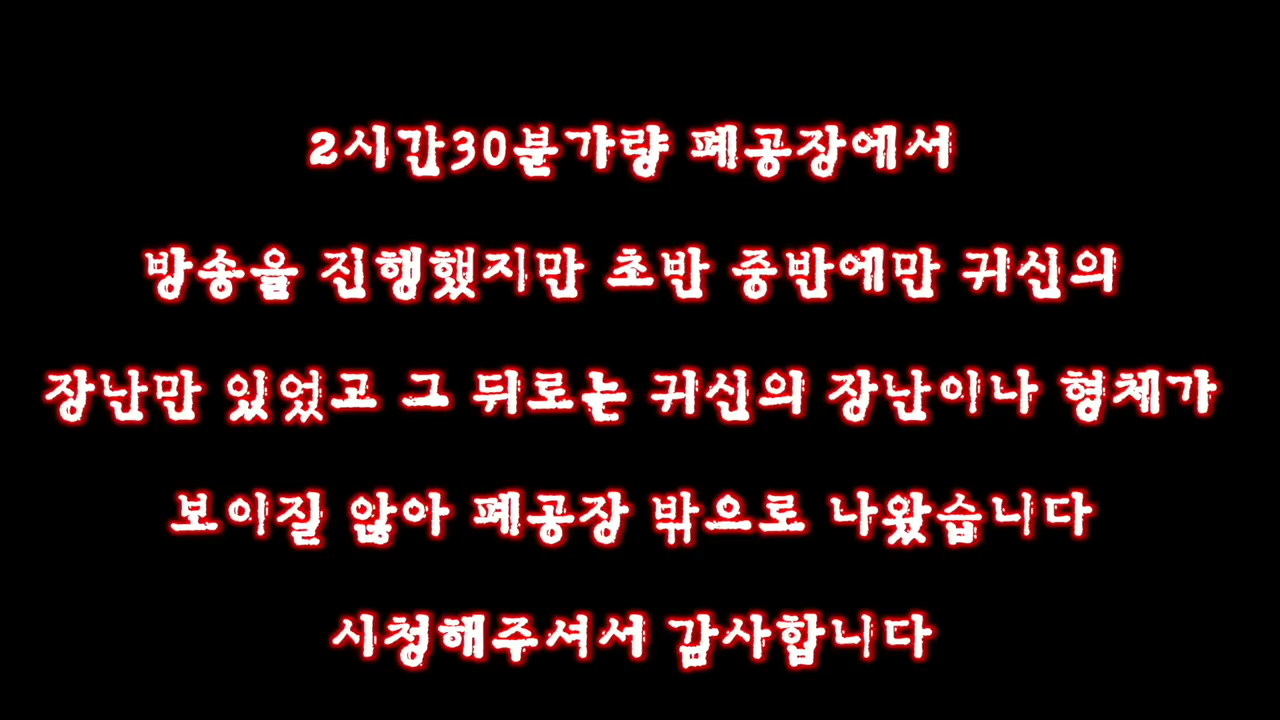 2시간30분가량 폐공장에서
방송을 진행했지만 초반 중반에만 귀신의
장난만 있었고 그 뒤로는 귀신의 장난이나 형체가
보이질 않아 폐공장 밖으로 나왔습니다
시청해주셔서 감사합니다